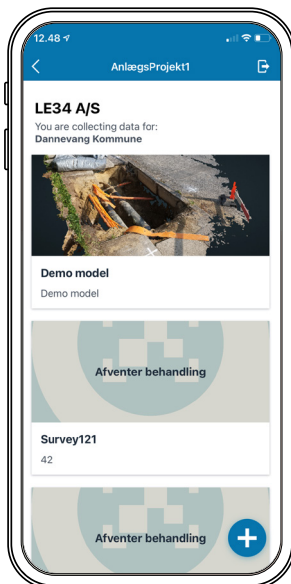 12.48
AnlægsProjekt1
LE34 A/S
You are collecting data for:
Dannevang Kommune
Demo model
Demo model
Afventer behandling
Survey121
42
Afventer behandling